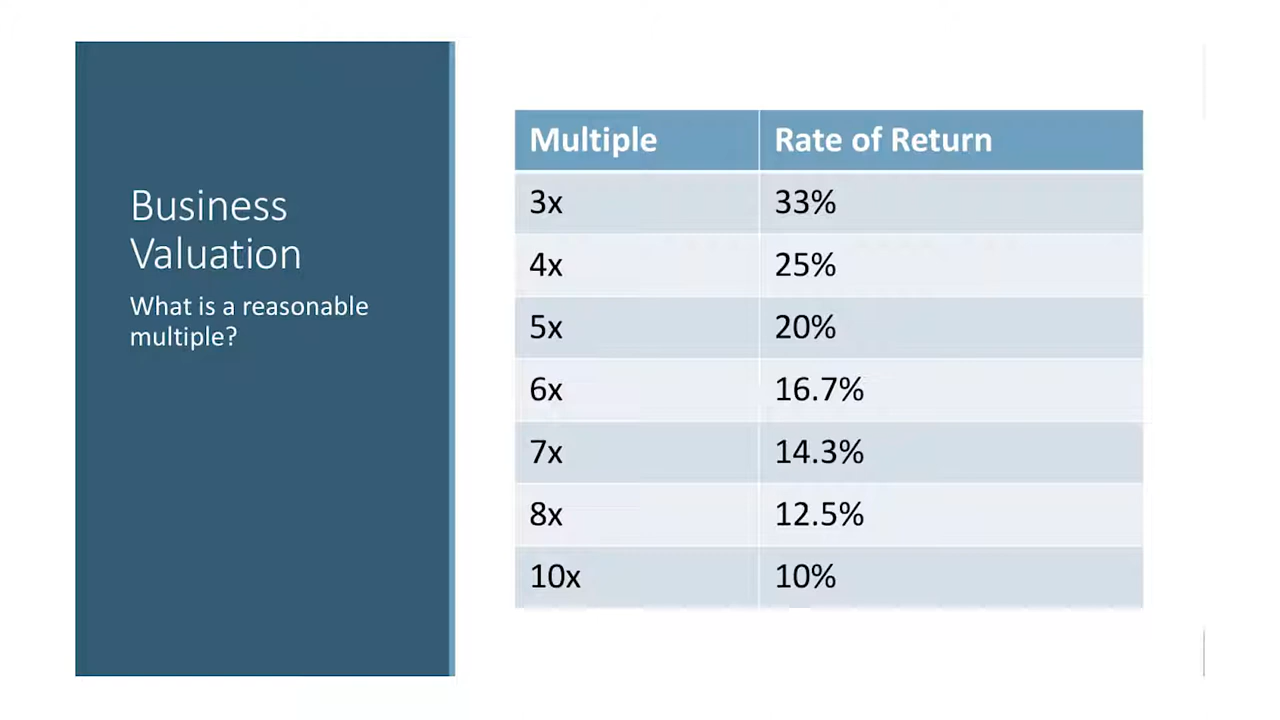 Business
Valuation
What is a reasonable
multiple?
Multiple Rate of Return
3x 33%
4x 25%
5x 20%
6x 16.7%
7x 14.3%
8x 12.5%
10x 10%